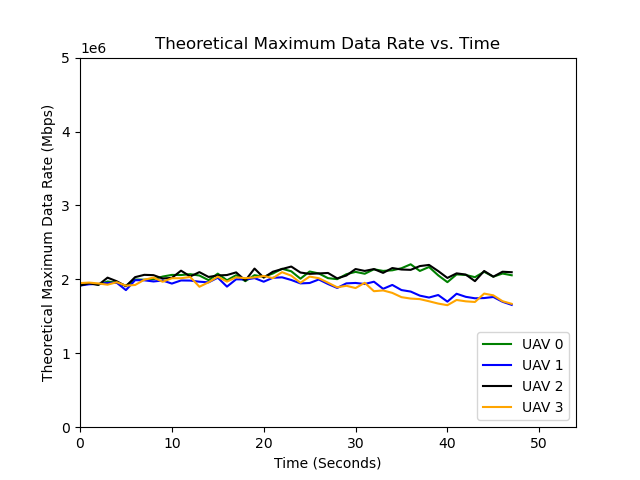 Theoretical Maximum Data Rate vs. Time
1e6
5
4
3
2
1
0
Theoretical Maximum Data Rate (Mbps)
0 10 20 30 40 50
Time (Seconds)
UAV 0
UAV 1
UAV 2
UAV 3